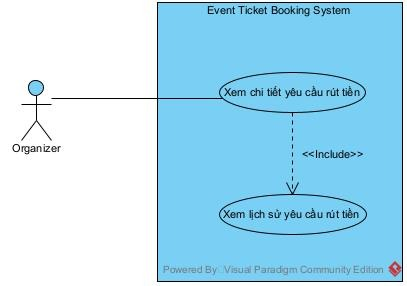 Event Ticket Booking System
Xem chi tiết yêu cầu rút tiền
Organizer
<<Include>>
Xem lịch sử yêu cầu rút tiền
Powered By Visual Paradigm Community Edition